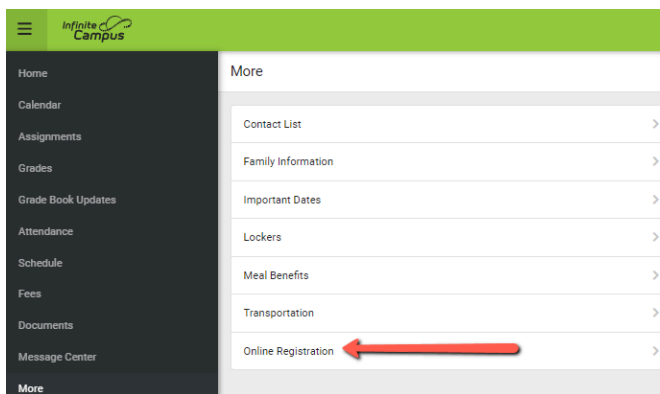 Infinite
Campus
Home
Calendar
Assignments
Grades
Grade Book Updates
Attendance
Schedule
Fees
Documents
Message Center
More
More
Contact List
Family Information
Important Dates
Lockers
Meal Benefits
Transportation
Online Registration